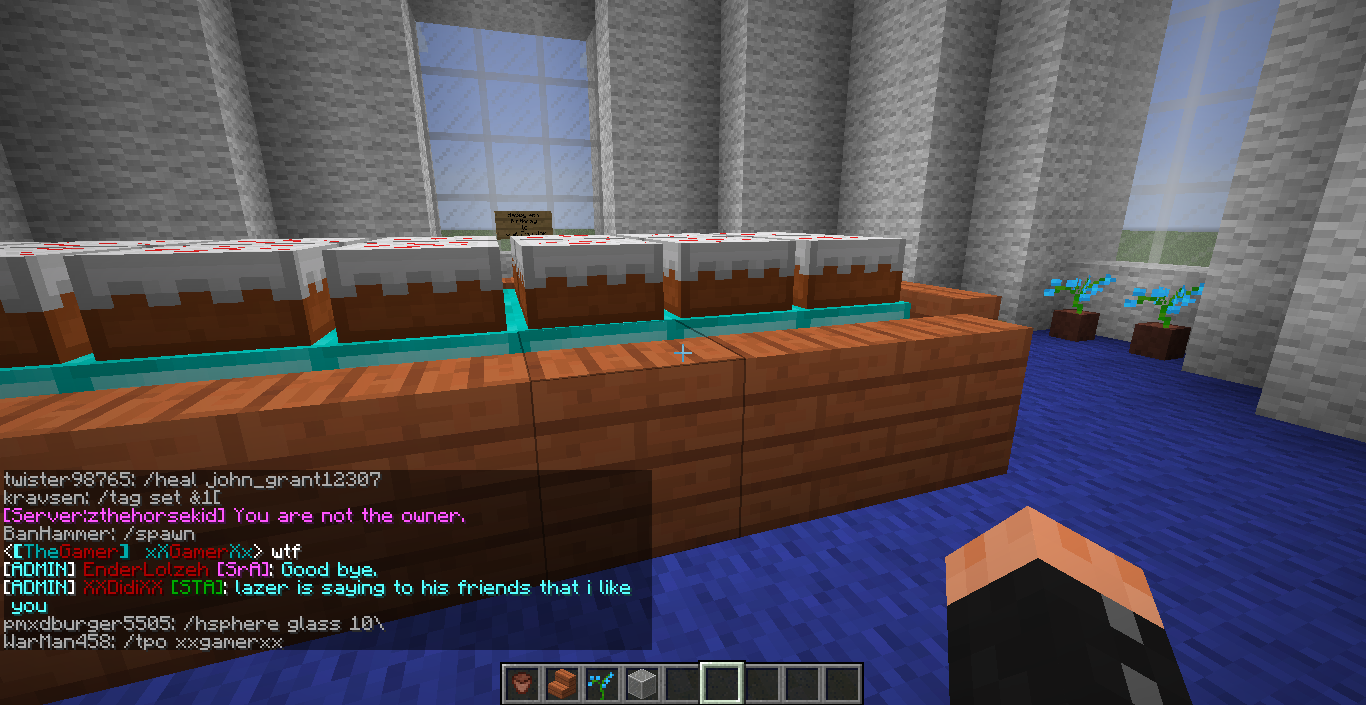 twister98765: /heal john_grant12307
kravsen: /tag set &1[
[Server:zthehorsekid] You are not the owner.
BanHammer: /spawn
<[TheGamer] xXGamerXx> wtf
[ADMIN] EnderLolzeh [SrA]: Good bye.
[ADMIN] XXDidiXX [STA]: lazer is saying to his friends that i like
you
pmxdburger5505: /hsphere glass 10\
WarMan458: /tpo xxgamerxx